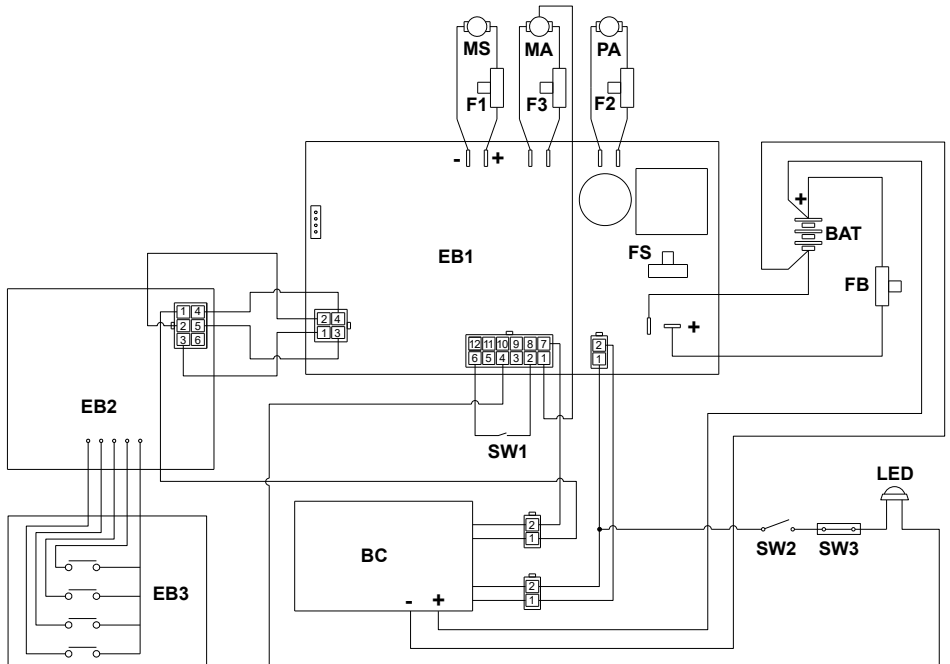 MS MA PA
F1 F3 F2
- + +
BAT
EB1 FS
FB
+
1 4 2 4
2 5 1 3
3 6
12 11 10 9 8 7 2
6 5 4 3 2 1 1
EB2
SW1
LED
2
1
BC SW2 SW3
EB3 2
- + 1